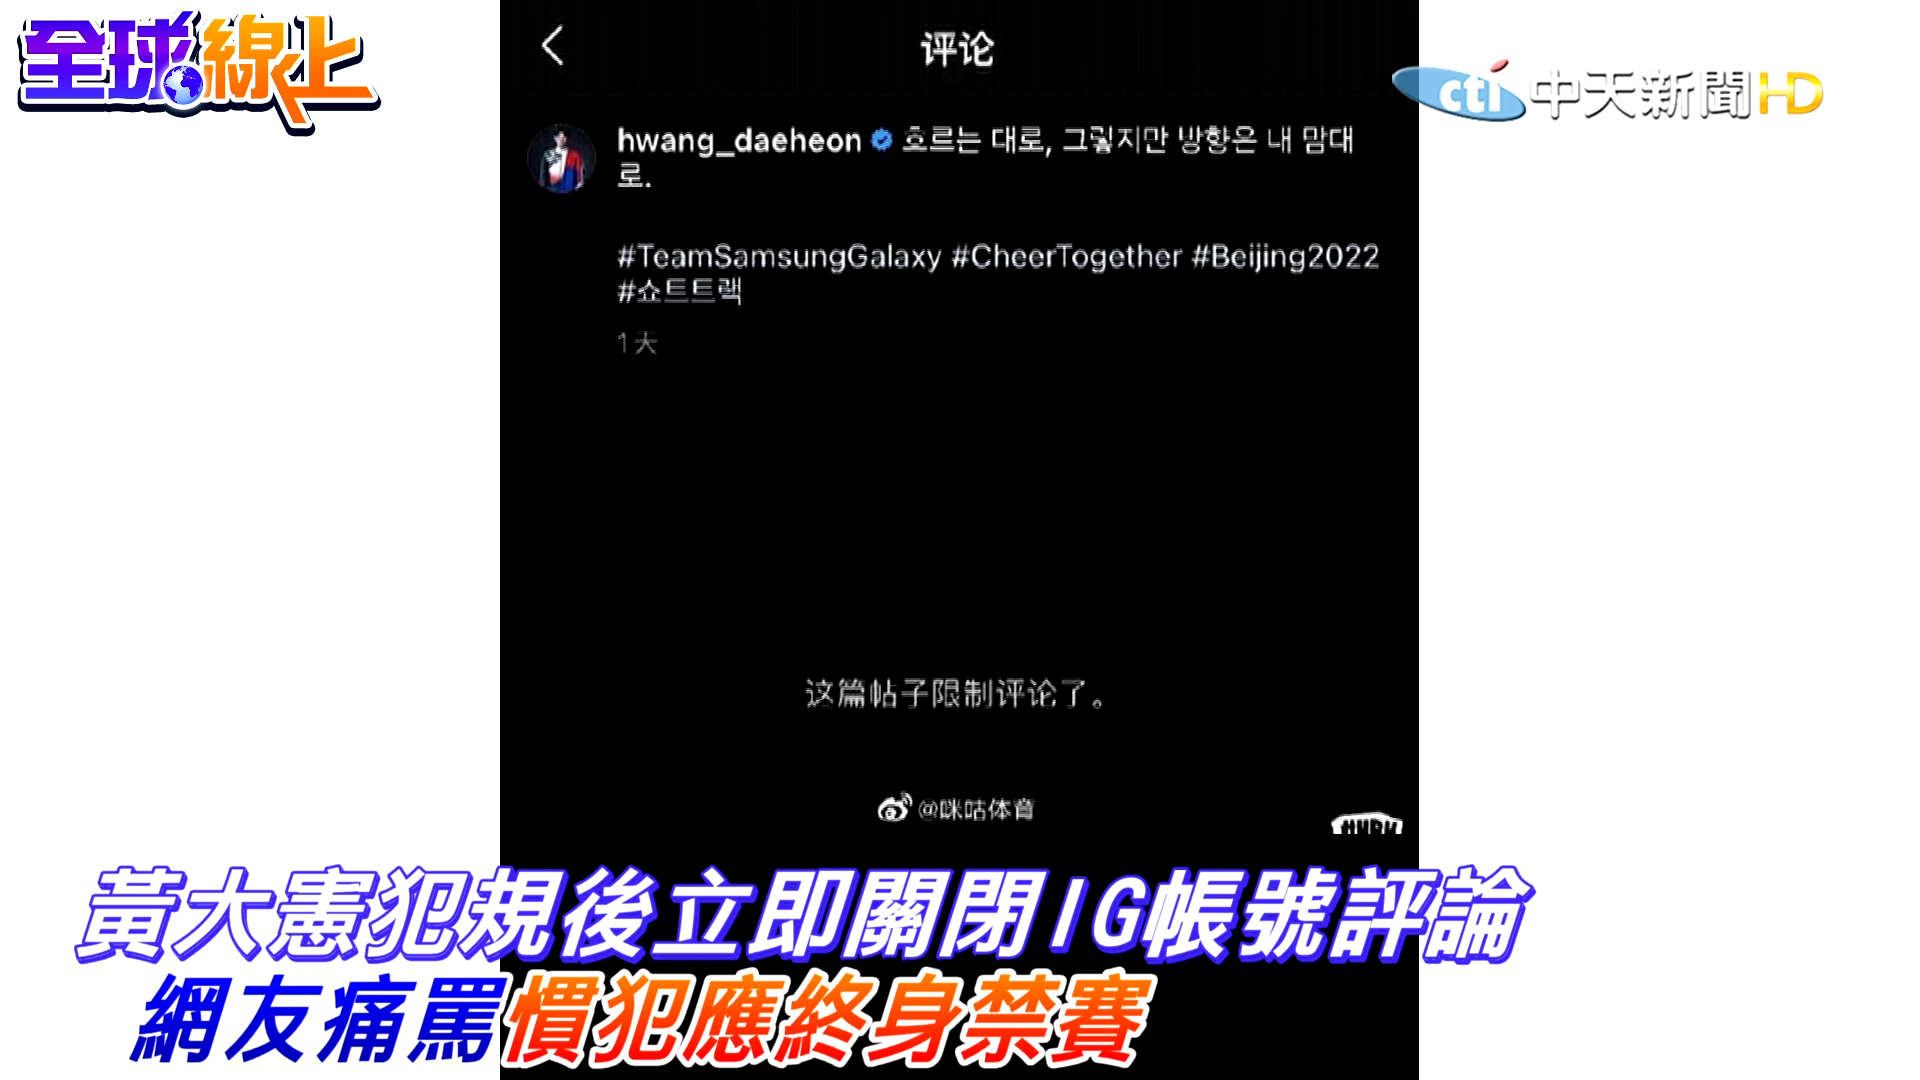 全球線上
评论
cti 中天新聞HD
hwang_daeheon 흐르는 대로, 그렇지만 방향은 내 맘대
로.
#TeamSamsungGalaxy #CheerTogether #Beijing2022
#쇼트트랙
1天
这篇帖子限制评论了。
@咪咕体育
黃大憲犯規後立即關閉IG帳號評論
網友痛罵慣犯應終身禁賽